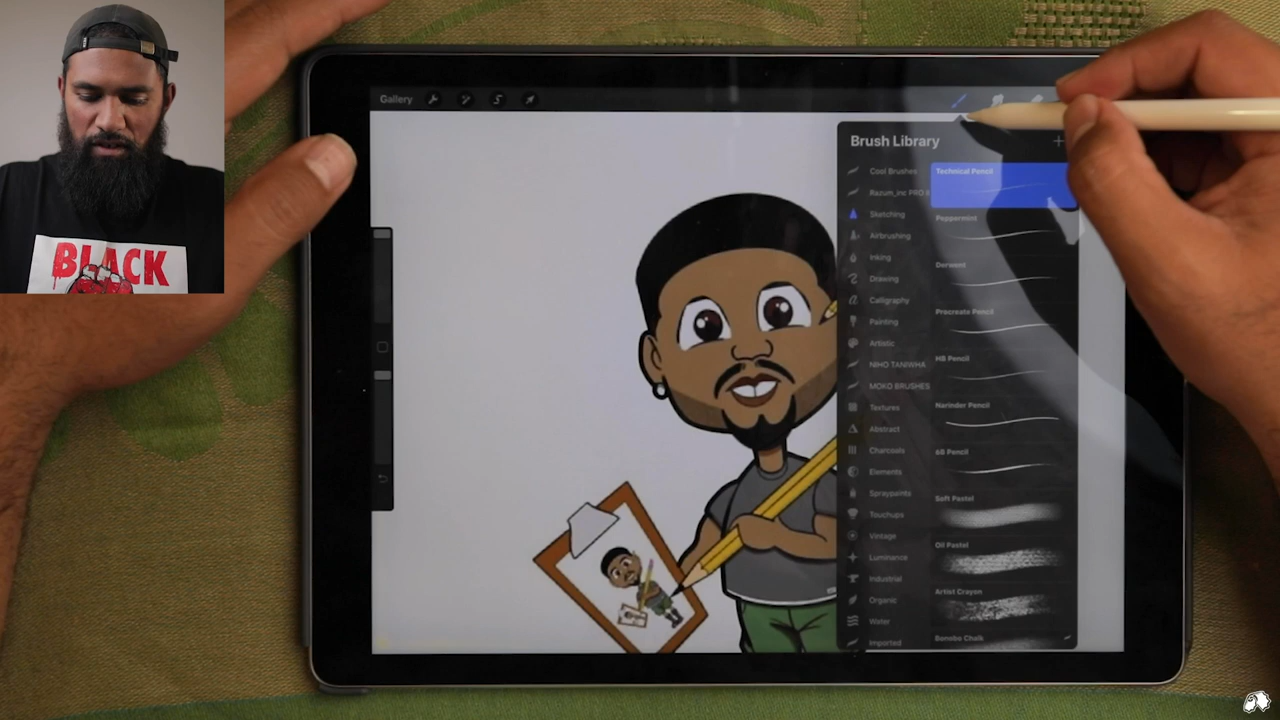 BLACK
Gallery
Brush Library
Cool Brushes
Razum_inc PRO
Sketching
Airbrushing
Inking
Drawing
Calligraphy
Painting
Artistic
NIHO TANIWHA
MOKO BRUSHES
Textures
Abstract
Charcoals
Elements
Spraypaints
Touchups
Vintage
Luminance
Industrial
Organic
Water
Imported
Technical Pencil
Peppermint
Derwent
Procreate Pencil
HB Pencil
Narinder Pencil
6B Pencil
Soft Pastel
Oil Pastel
Artist Crayon
Bonobo Chalk